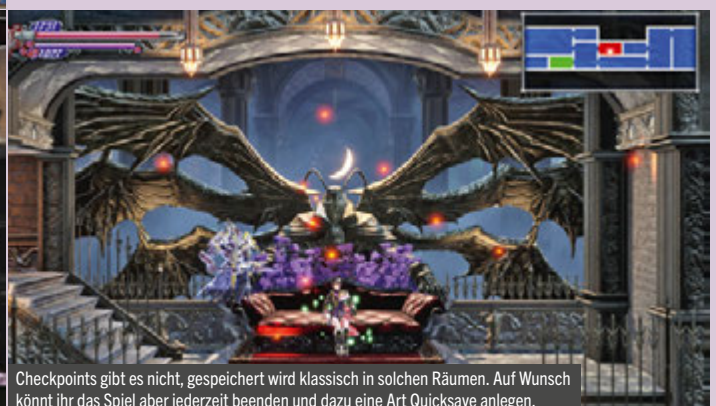 Checkpoints gibt es nicht, gespeichert wird klassisch in solchen Räumen. Auf Wunsch
könnt ihr das Spiel aber jederzeit beenden und dazu eine Art Quicksave anlegen.